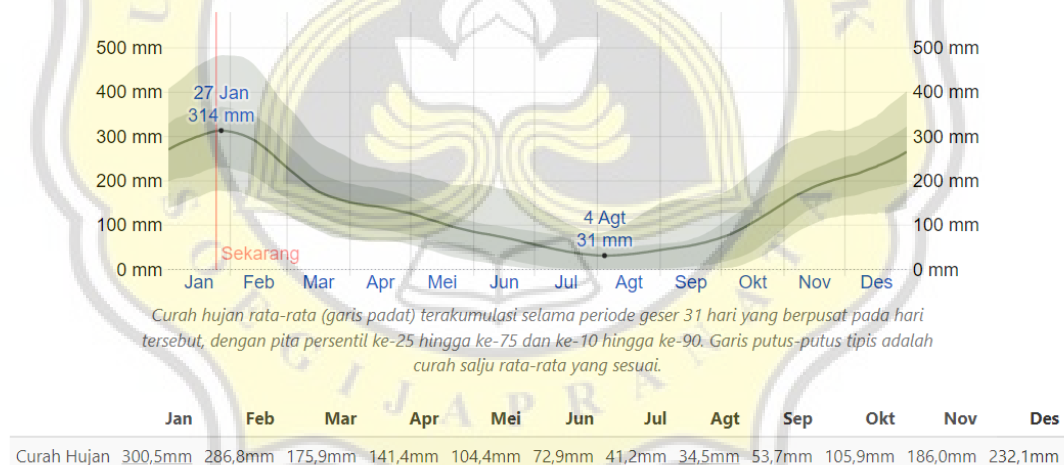 500 mm 500 mm
400 mm 400 mm
27 Jan
314 mm
300 mm 300 mm
200 mm 200 mm
100 mm 100 mm
4 Agt
31 mm
Sekarang
0 mm 0 mm
Jan Feb Mar Apr Mei Jun Jul Agt Sep Okt Nov Des
Curah hujan rata-rata (garis padat) terakumulasi selama periode geser 31 hari yang berpusat pada hari
tersebut, dengan pita persentil ke-25 hingga ke-75 dan ke-10 hingga ke-90. Garis putus-putus tipis adalah
curah salju rata-rata yang sesuai.
SOEGIJAPRANATA
Jan Feb Mar Apr Mei Jun Jul Agt Sep Okt Nov Des
Curah Hujan 300,5mm 286,8mm 175,9mm 141,4mm 104,4mm 72,9mm 41,2mm 34,5mm 53,7mm 105,9mm 186,0mm 232,1mm